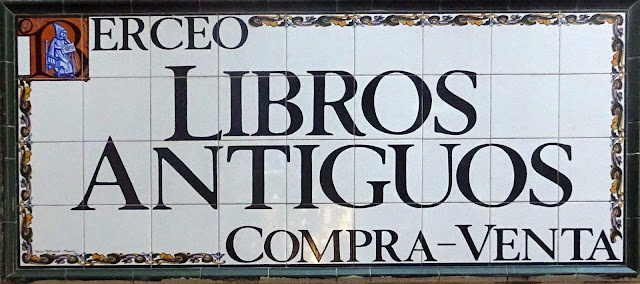 BERCEO
LIBROS
ANTIGUOS
COMPRA-VENTA